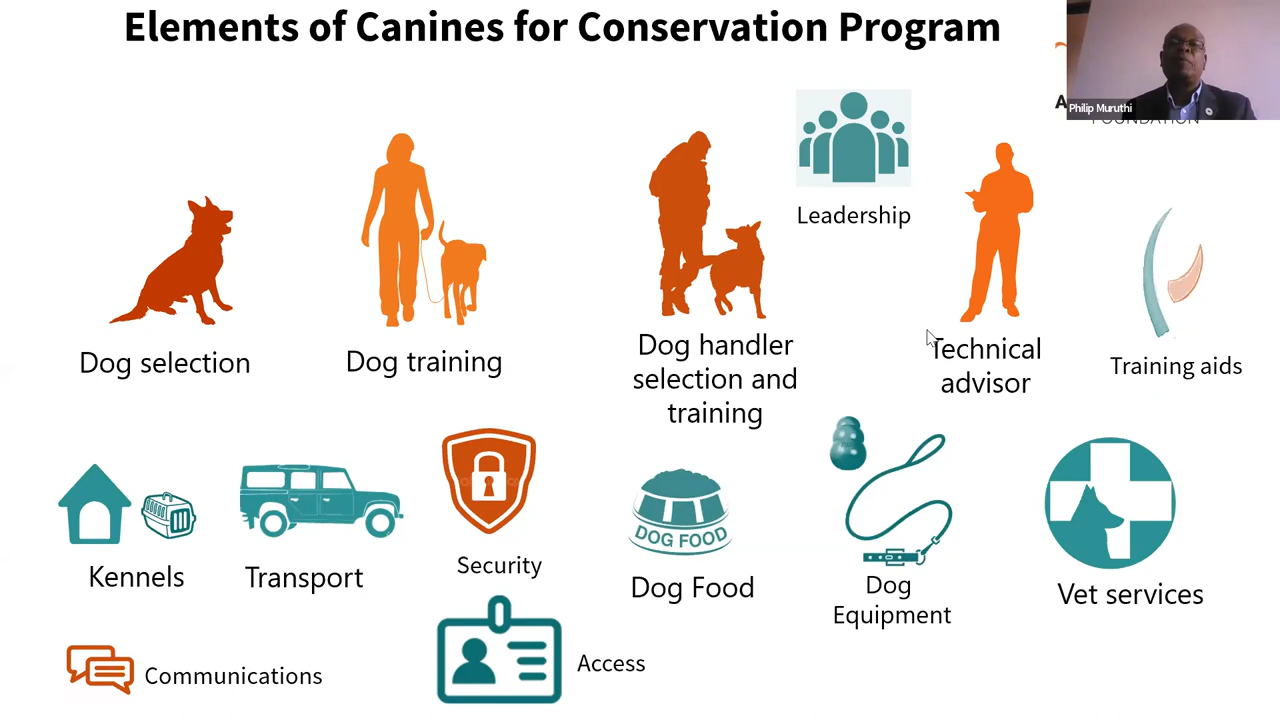 Elements of Canines for Conservation Program
Philip Muruthi
A
FOUNDATION
Leadership
Dog selection
Dog training
Dog handler
selection and
training
Technical
advisor
Training aids
Kennels
Transport
Security
DOG FOOD
Dog Food
Dog
Equipment
Vet services
Communications
Access